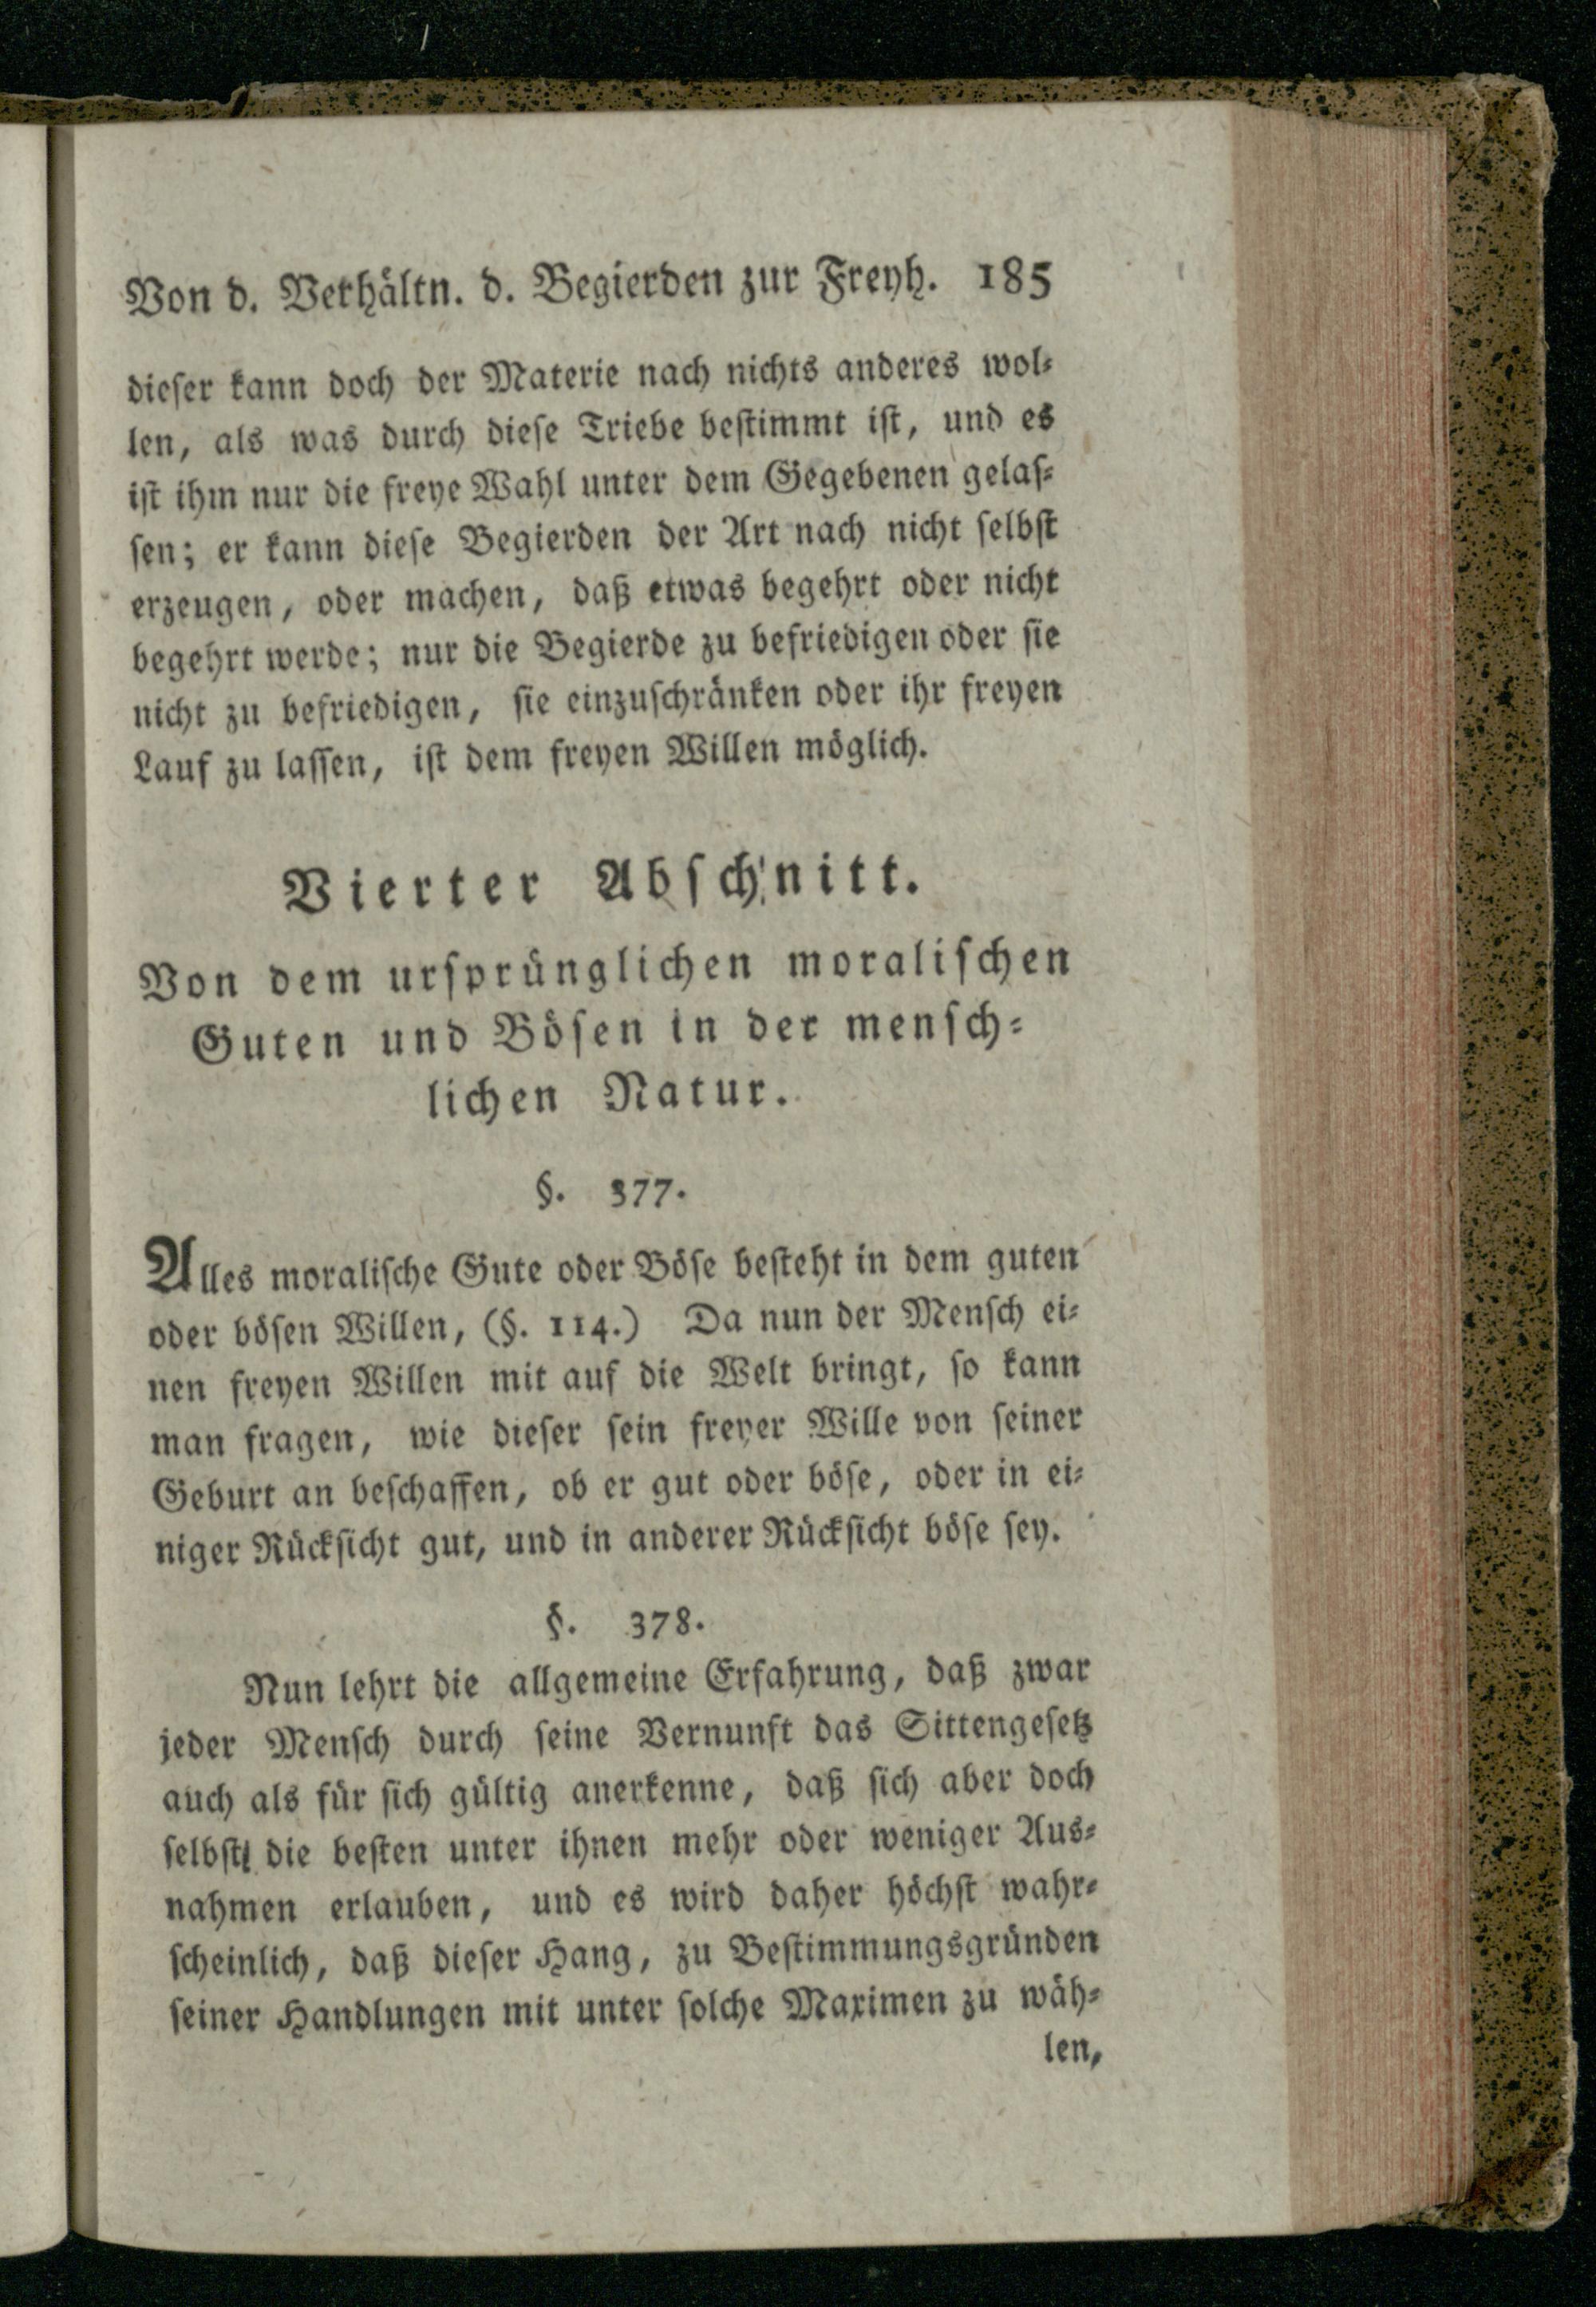 Von d. Verhältn. d. Begierden zur Freyh. 185
dieſer kann doch der Materie nach nichts anderes wol⸗
len, als was durch dieſe Triebe beſtimmt iſt, und es
iſt ihm nur die freye Wahl unter dem Gegebenen gelaſ⸗
ſen; er kann dieſe Begierden der Art nach nicht ſelbſt
erzeugen, oder machen, daß etwas begehrt oder nicht
begehrt werde; nur die Begierde zu befriedigen oder ſie
nicht zu befriedigen, ſie einzuſchränken oder ihr freyen
Lauf zu laſſen, iſt dem freyen Willen möglich.
Vierter Abſchnitt.
Von dem urſprünglichen moraliſchen
Guten und Böſen in der menſch⸗
lichen Natur.
§. 377.
Alles moraliſche Gute oder Böſe beſteht in dem guten
oder böſen Willen, (§. 114.) Da nun der Menſch ei⸗
nen freyen Willen mit auf die Welt bringt, ſo kann
man fragen, wie dieſer ſein freyer Wille von ſeiner
Geburt an beſchaffen, ob er gut oder böſe, oder in ei⸗
niger Rückſicht gut, und in anderer Rückſicht böſe ſey.
§. 378.
Nun lehrt die allgemeine Erfahrung, daß zwar
jeder Menſch durch ſeine Vernunft das Sittengeſetz
auch als für ſich gültig anerkenne, daß ſich aber doch
ſelbſt die beſten unter ihnen mehr oder weniger Aus⸗
nahmen erlauben, und es wird daher höchſt wahr⸗
ſcheinlich, daß dieſer Hang, zu Beſtimmungsgründen
ſeiner Handlungen mit unter ſolche Maximen zu wäh⸗
len,